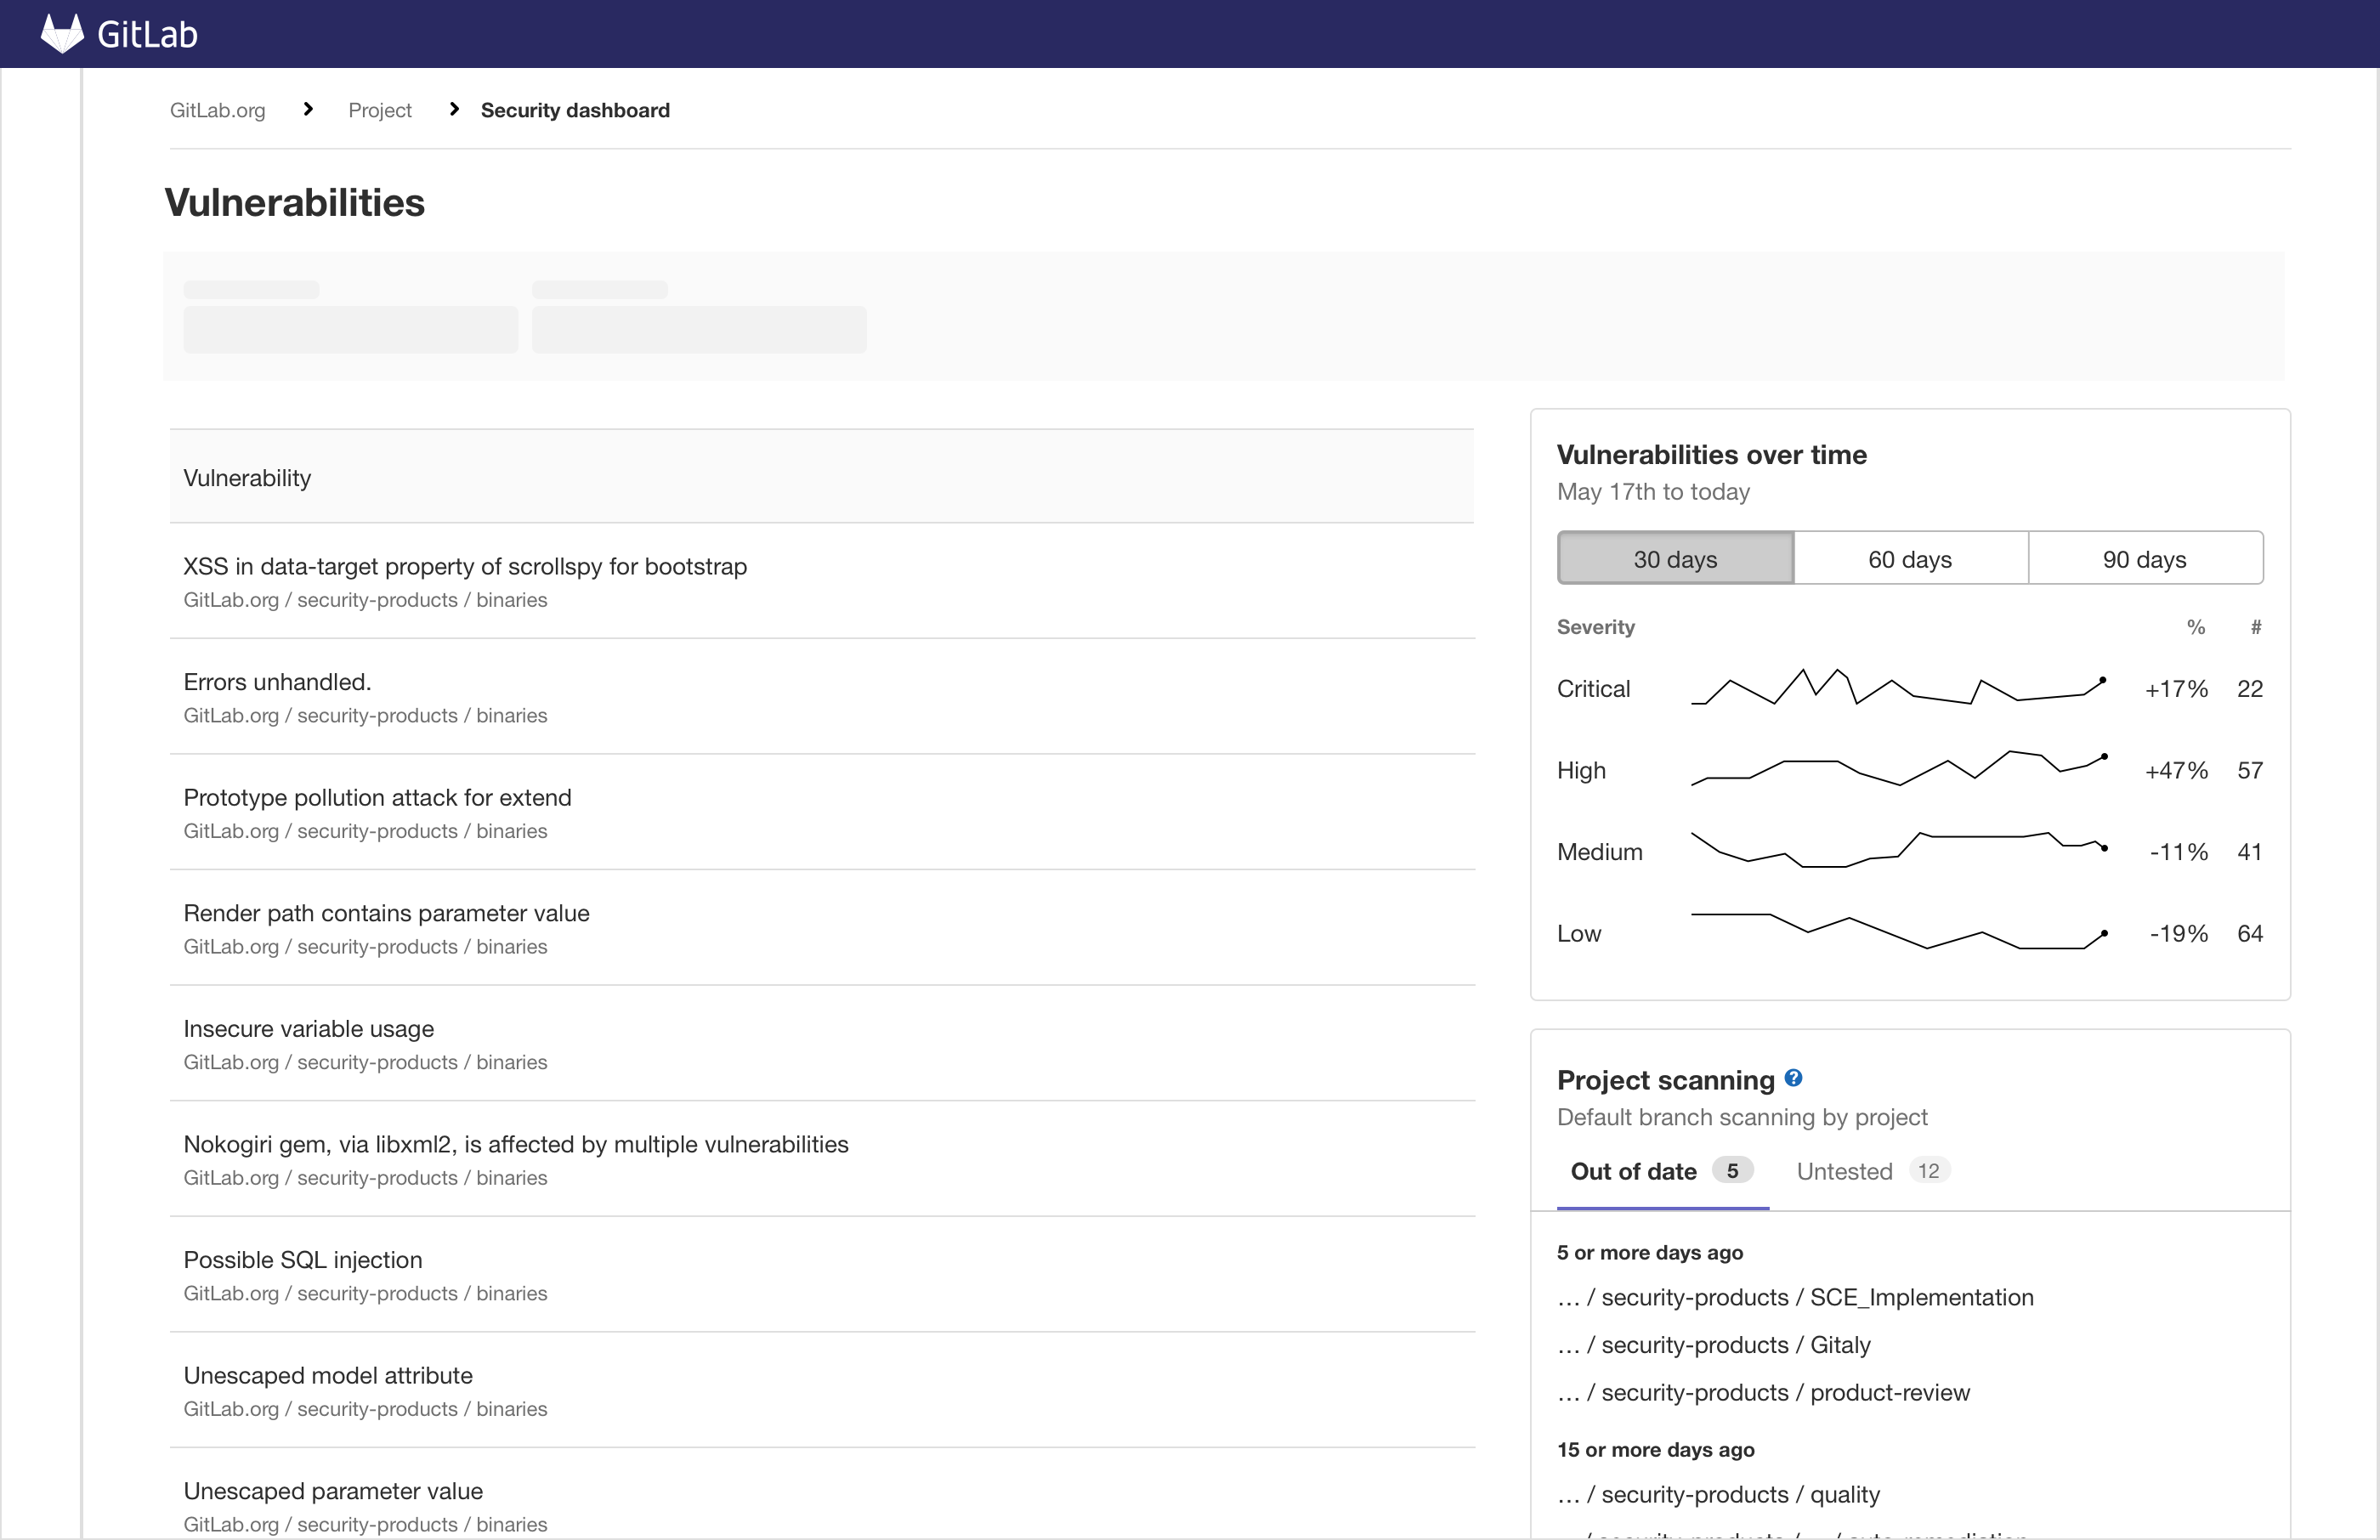 GitLab
GitLab.org Project Security dashboard
Vulnerabilities
Vulnerability
XSS in data-target property of scrollspy for bootstrap
GitLab.org / security-products / binaries
Errors unhandled.
GitLab.org / security-products / binaries
Prototype pollution attack for extend
GitLab.org / security-products / binaries
Render path contains parameter value
GitLab.org / security-products / binaries
Insecure variable usage
GitLab.org / security-products / binaries
Nokogiri gem, via libxml2, is affected by multiple vulnerabilities
GitLab.org / security-products / binaries
Possible SQL injection
GitLab.org / security-products / binaries
Unescaped model attribute
GitLab.org / security-products / binaries
Unescaped parameter value
GitLab.org / security-products / binaries
Vulnerabilities over time
May 17th to today
30 days 60 days 90 days
Severity % #
Critical +17% 22
High +47% 57
Medium -11% 41
Low -19% 64
Project scanning ?
Default branch scanning by project
Out of date 5 Untested 12
5 or more days ago
… / security-products / SCE_Implementation
… / security-products / Gitaly
… / security-products / product-review
15 or more days ago
… / security-products / quality